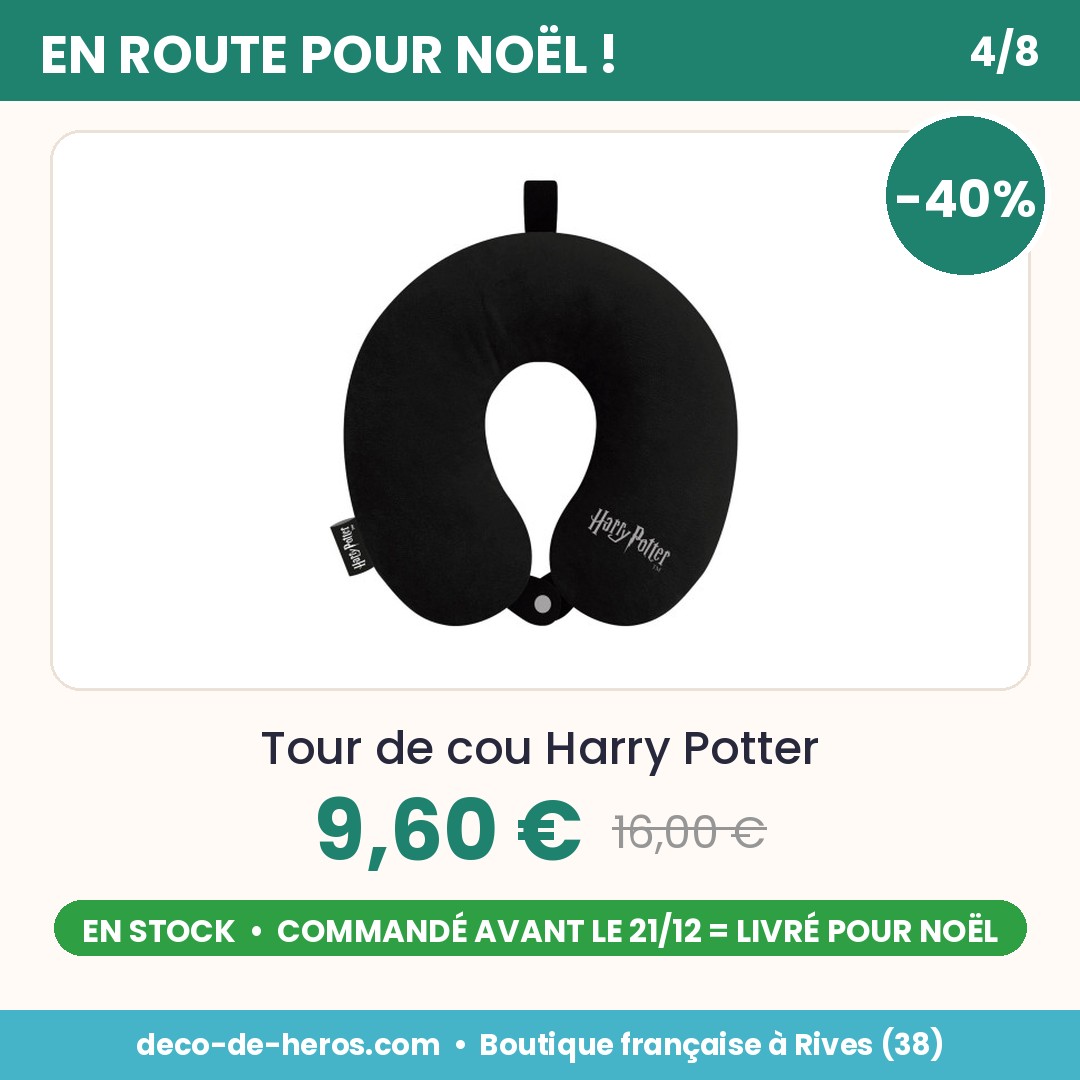 EN ROUTE POUR NOËL !
4/8
-40%
Harry Potter
Harry Potter
Tour de cou Harry Potter
9,60 € 16,00 €
EN STOCK • COMMANDÉ AVANT LE 21/12 = LIVRÉ POUR NOËL
deco-de-heros.com • Boutique française à Rives (38)